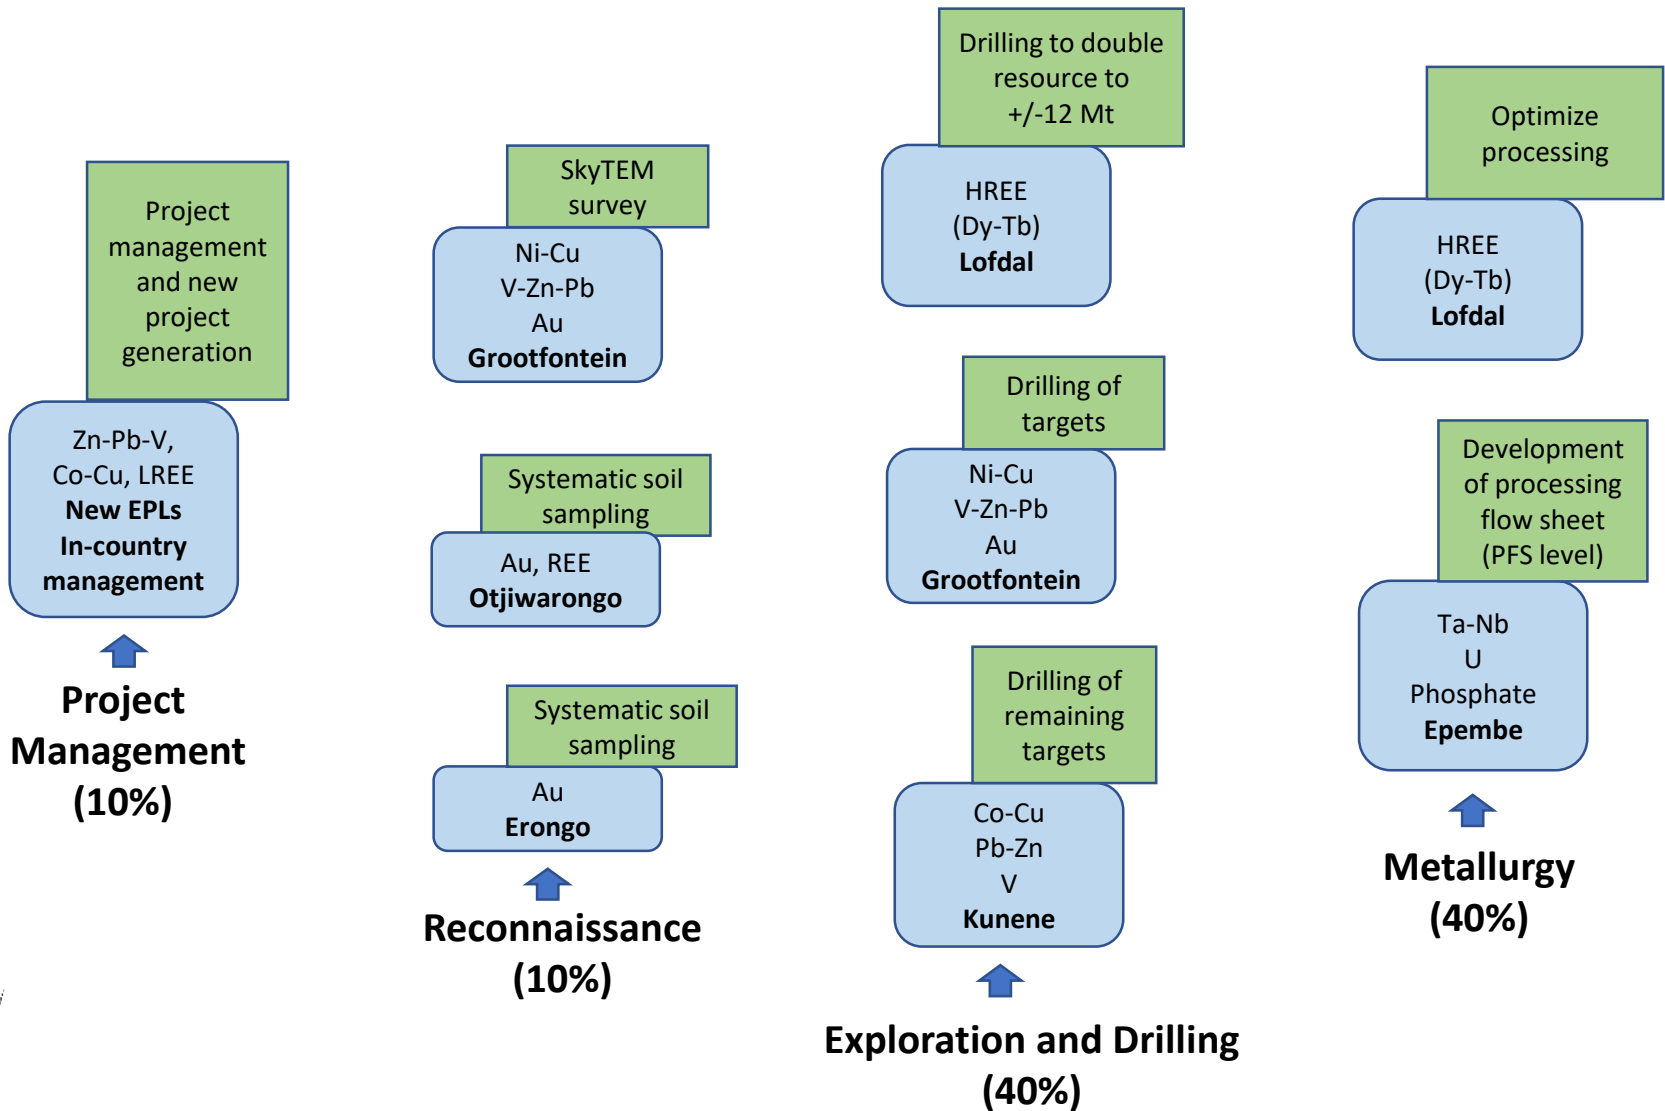 Project
management
and new
project
generation
Zn-Pb-V,
Co-Cu, LREE
New EPLs
In-country
management
Project
Management
(10%)
SkyTEM
survey
Ni-Cu
V-Zn-Pb
Au
Grootfontein
Systematic soil
sampling
Au, REE
Otjiwarongo
Systematic soil
sampling
Au
Erongo
Reconnaissance
(10%)
Drilling to double
resource to
+/-12 Mt
HREE
(Dy-Tb)
Lofdal
Drilling of
targets
Ni-Cu
V-Zn-Pb
Au
Grootfontein
Drilling of
remaining
targets
Co-Cu
Pb-Zn
V
Kunene
Exploration and Drilling
(40%)
Optimize
processing
HREE
(Dy-Tb)
Lofdal
Development
of processing
flow sheet
(PFS level)
Ta-Nb
U
Phosphate
Epembe
Metallurgy
(40%)